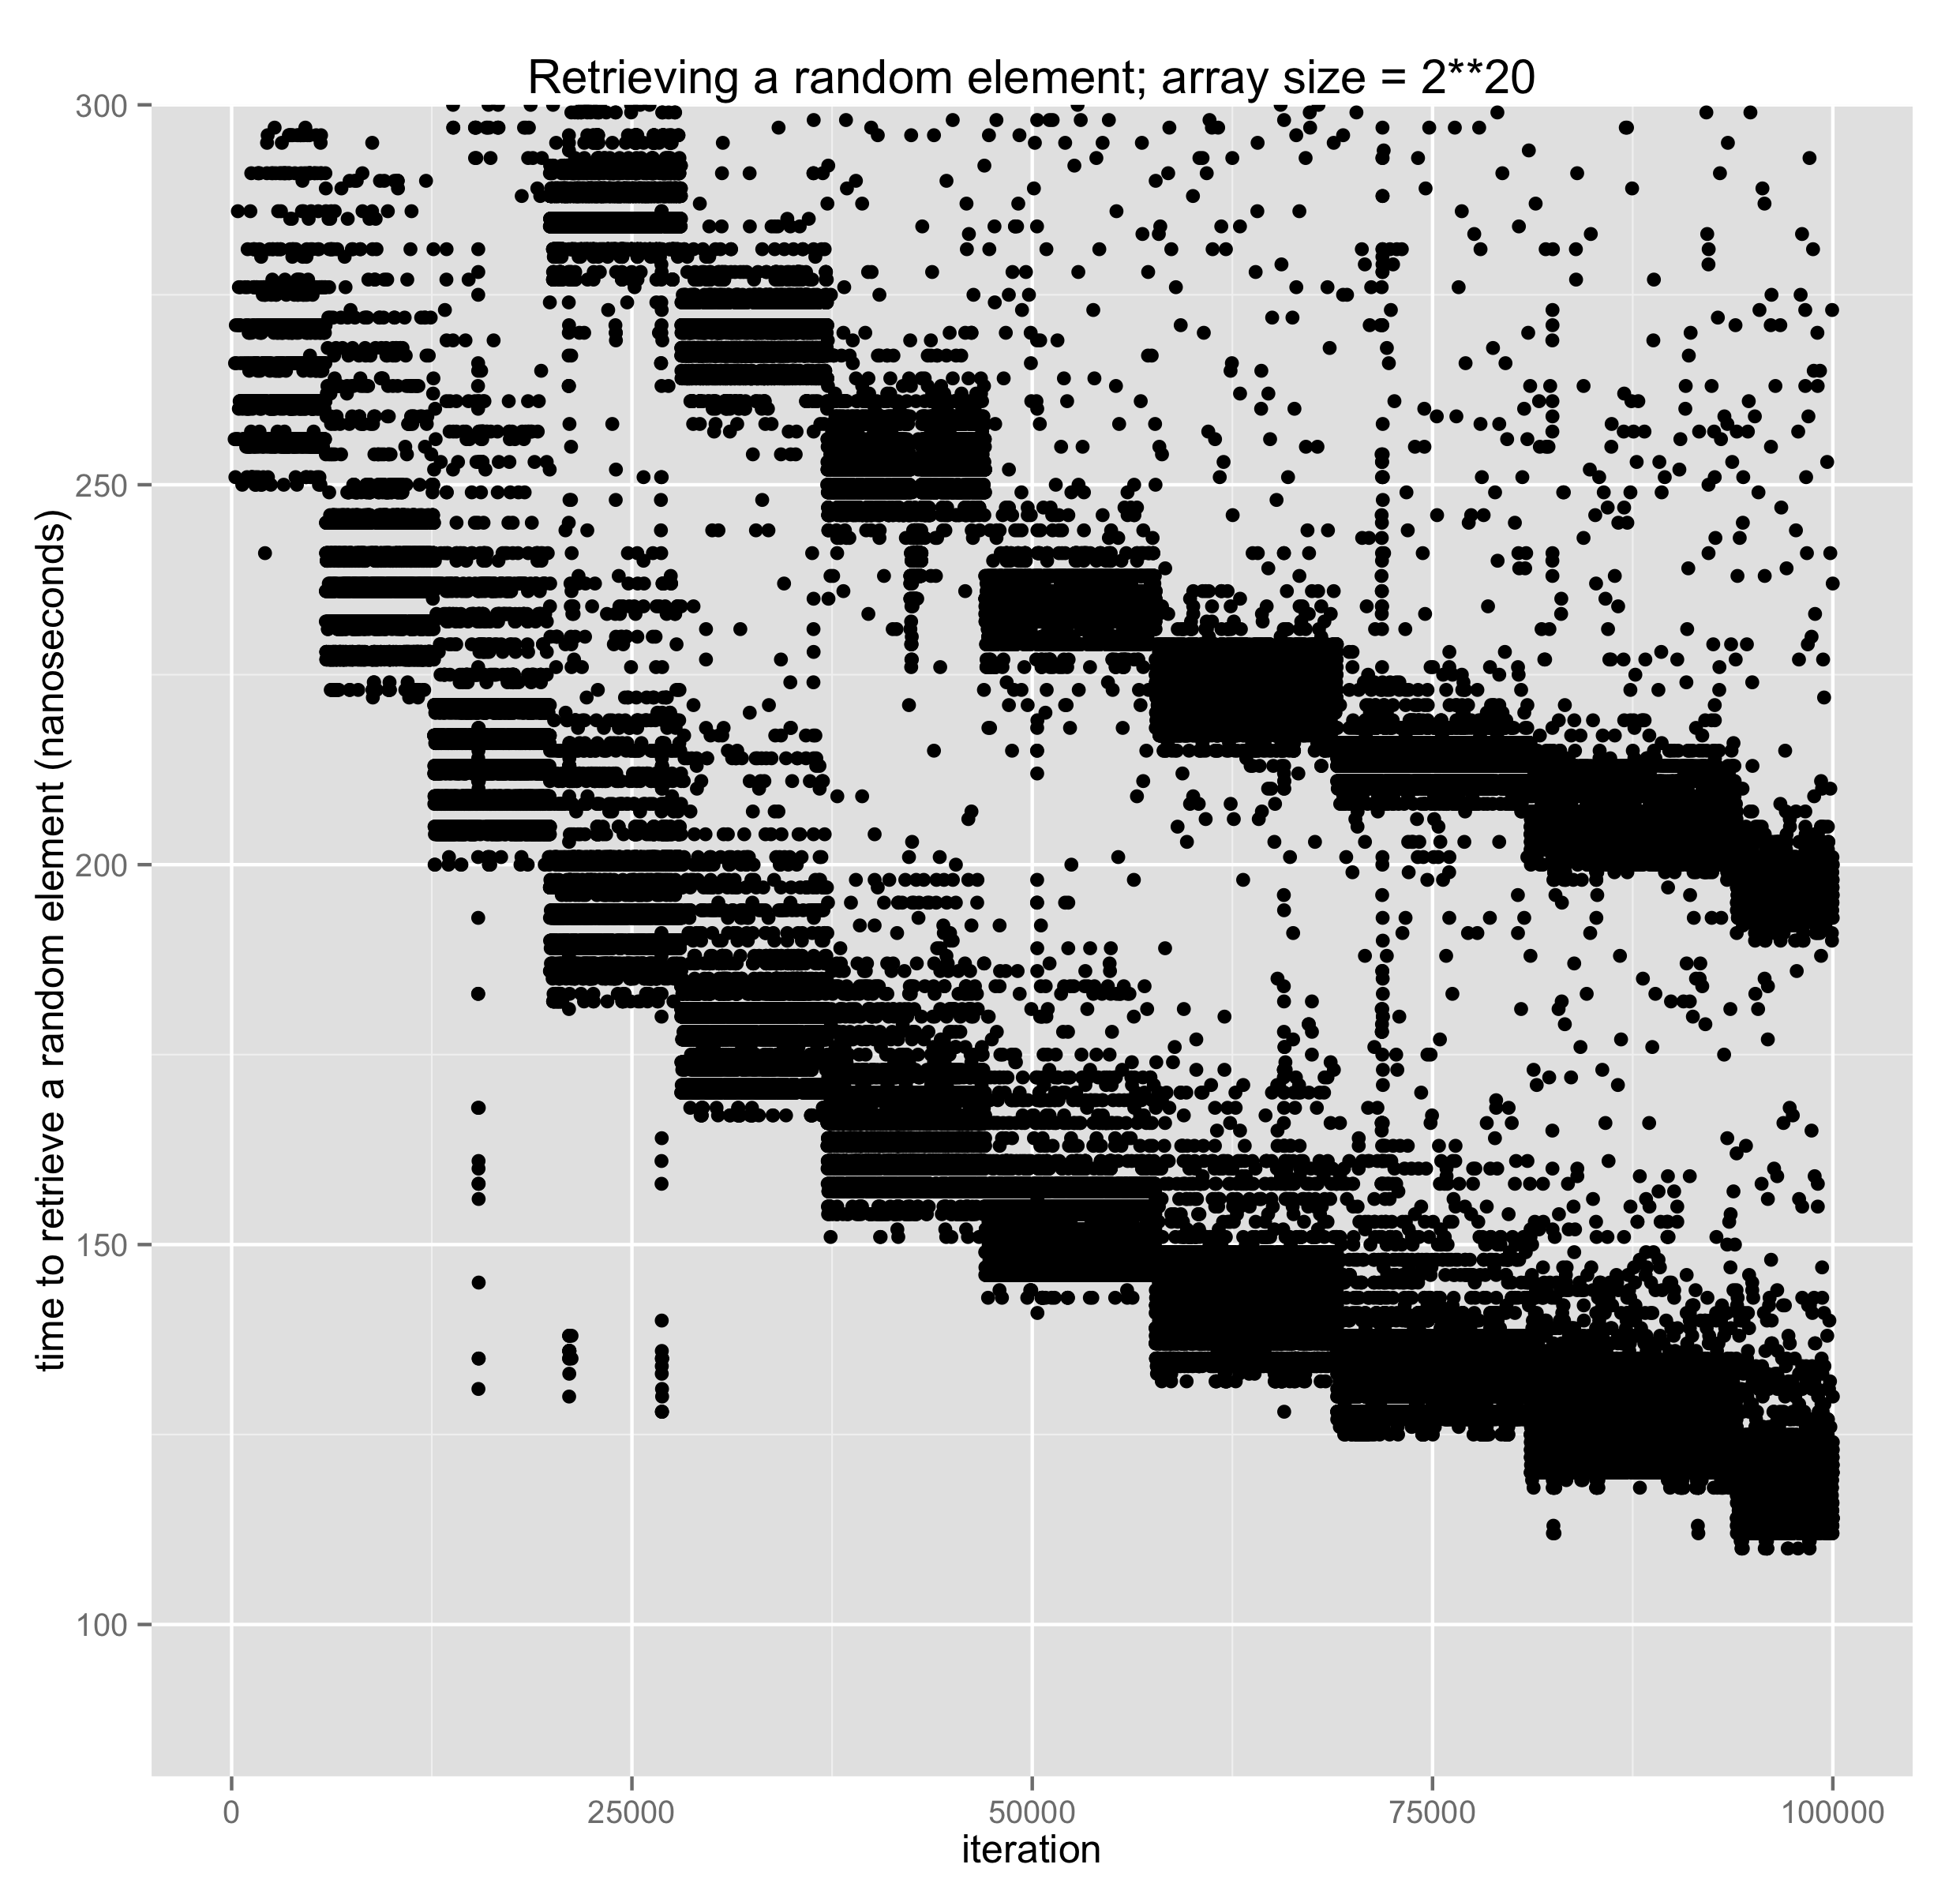 Retrieving a random element; array size = 2**20
300
250
200
150
100
time to retrieve a random element (nanoseconds)
0 25000 50000 75000 100000
iteration